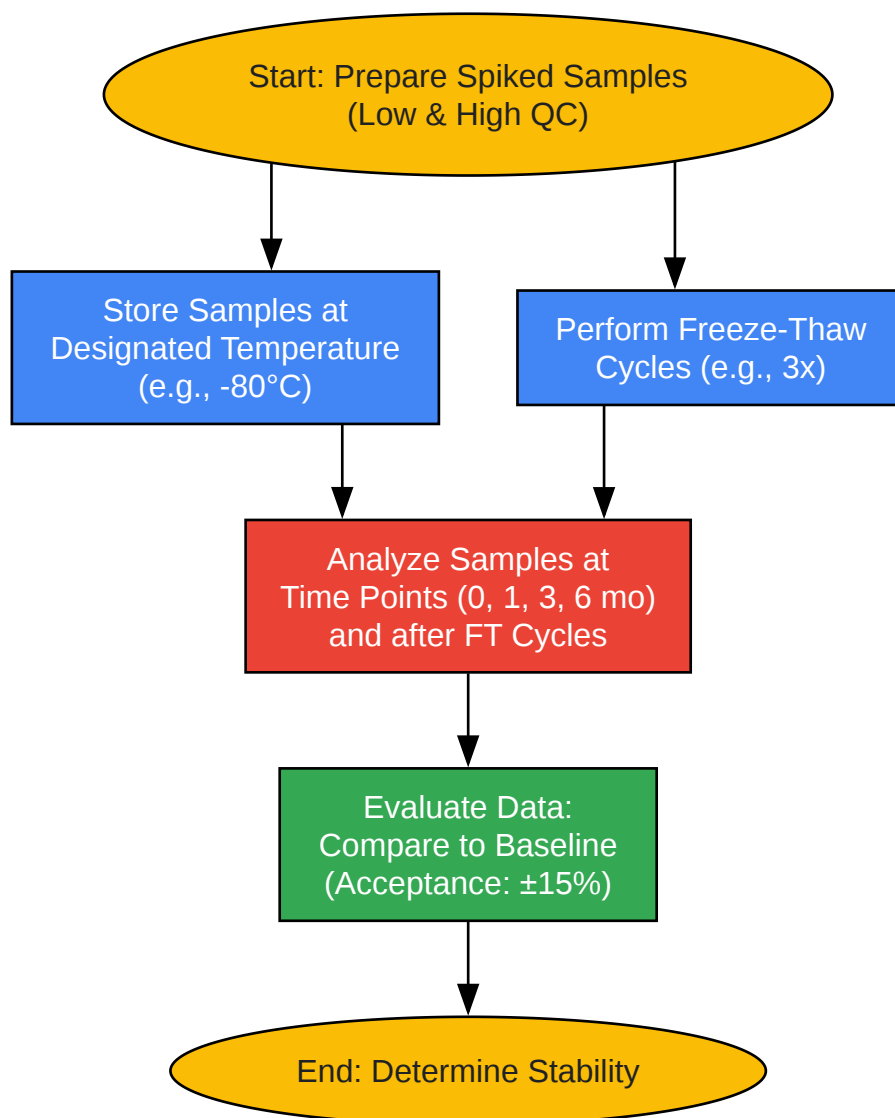 Start: Prepare Spiked Samples
(Low & High QC)
Store Samples at
Designated Temperature
(e.g., -80°C)
Perform Freeze-Thaw
Cycles (e.g., 3x)
Analyze Samples at
Time Points (0, 1, 3, 6 mo)
and after FT Cycles
Evaluate Data:
Compare to Baseline
(Acceptance: ±15%)
End: Determine Stability